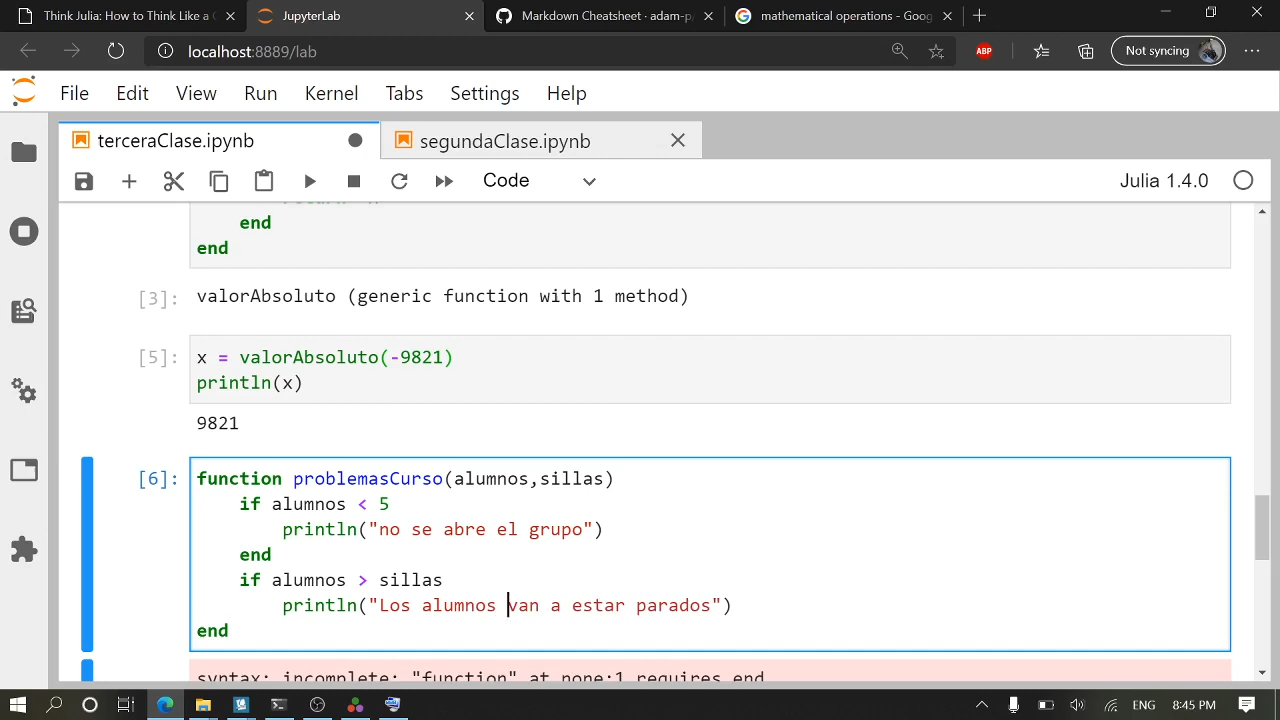 Think Julia: How to Think Like a C
JupyterLab
Markdown Cheatsheet · adam-p/
mathematical operations - Goog
localhost:8889/lab
ABP
Not syncing
File Edit View Run Kernel Tabs Settings Help
terceraClase.ipynb
segundaClase.ipynb
Code
Julia 1.4.0
end
end
[3]: valorAbsoluto (generic function with 1 method)
[5]: x = valorAbsoluto(-9821)
println(x)
9821
[6]: function problemasCurso(alumnos,sillas)
if alumnos < 5
println("no se abre el grupo")
end
if alumnos > sillas
println("Los alumnos van a estar parados")
end
syntax: incomplete: "function" at none:1 requires end
ENG 8:45 PM